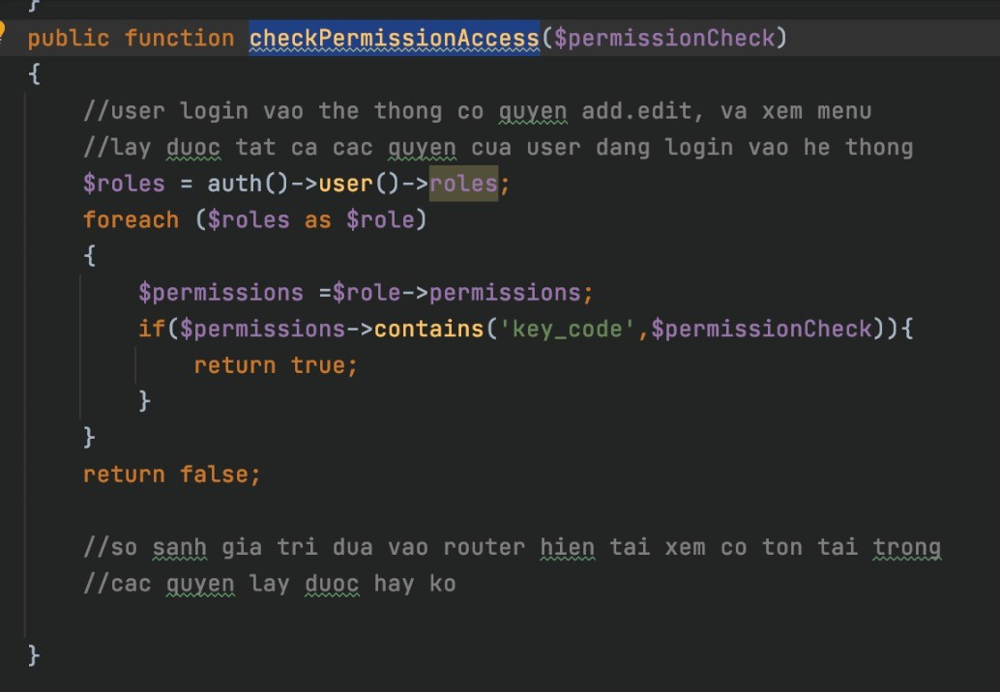 }
public function checkPermissionAccess($permissionCheck)
{
//user login vao the thong co quyen add.edit, va xem menu
//lay duoc tat ca cac quyen cua user dang login vao he thong
$roles = auth()->user()->roles;
foreach ($roles as $role)
{
$permissions =$role->permissions;
if($permissions->contains('key_code',$permissionCheck)){
return true;
}
}
return false;
//so sanh gia tri dua vao router hien tai xem co ton tai trong
//cac quyen lay duoc hay ko
}